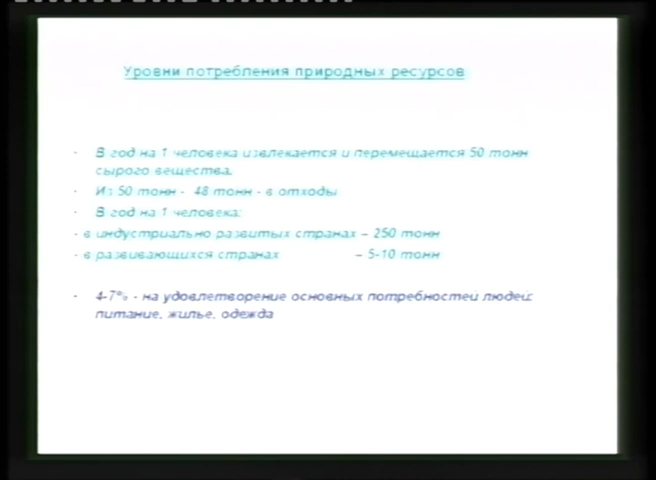 Уровни потребления природных ресурсов
- В год на 1 человека извлекается и перемещается 50 тонн
сырого вещества.
- Из 50 тонн - 48 тонн - в отходы
- В год на 1 человека:
- в индустриально развитых странах – 250 тонн
- в развивающихся странах – 5-10 тонн
- 4-7% - на удовлетворение основных потребностей людей:
питание, жилье, одежда